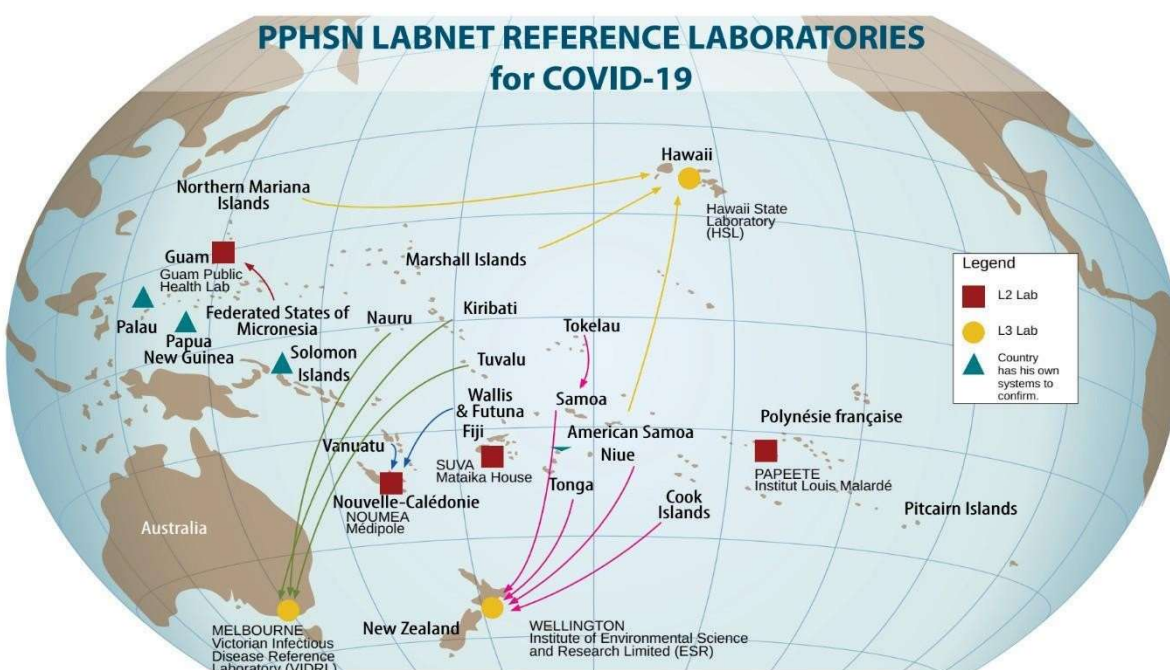 PPHSN LABNET REFERENCE LABORATORIES
for COVID-19
Hawaii
Hawaii State
Laboratory
(HSL)
Northern Mariana
Islands
Guam
Guam Public
Health Lab
Marshall Islands
Palau
Papua
New Guinea
Federated States of
Micronesia
Nauru
Kiribati
Tokelau
Solomon
Islands
Tuvalu
Wallis
& Futuna
Fiji
Samoa
American Samoa
Niue
Vanuatu
SUVA
Mataika House
Nouvelle-Calédonie
NOUMEA
Médipole
Tonga
Cook
Islands
Polynésie française
PAPEETE
Institut Louis Malardé
Pitcairn Islands
Legend
L2 Lab
L3 Lab
Country
has his own
systems to
confirm.
Australia
MELBOURNE
Victorian Infectious
Disease Reference
Laboratory (VIDRL)
New Zealand
WELLINGTON
Institute of Environmental Science
and Research Limited (ESR)